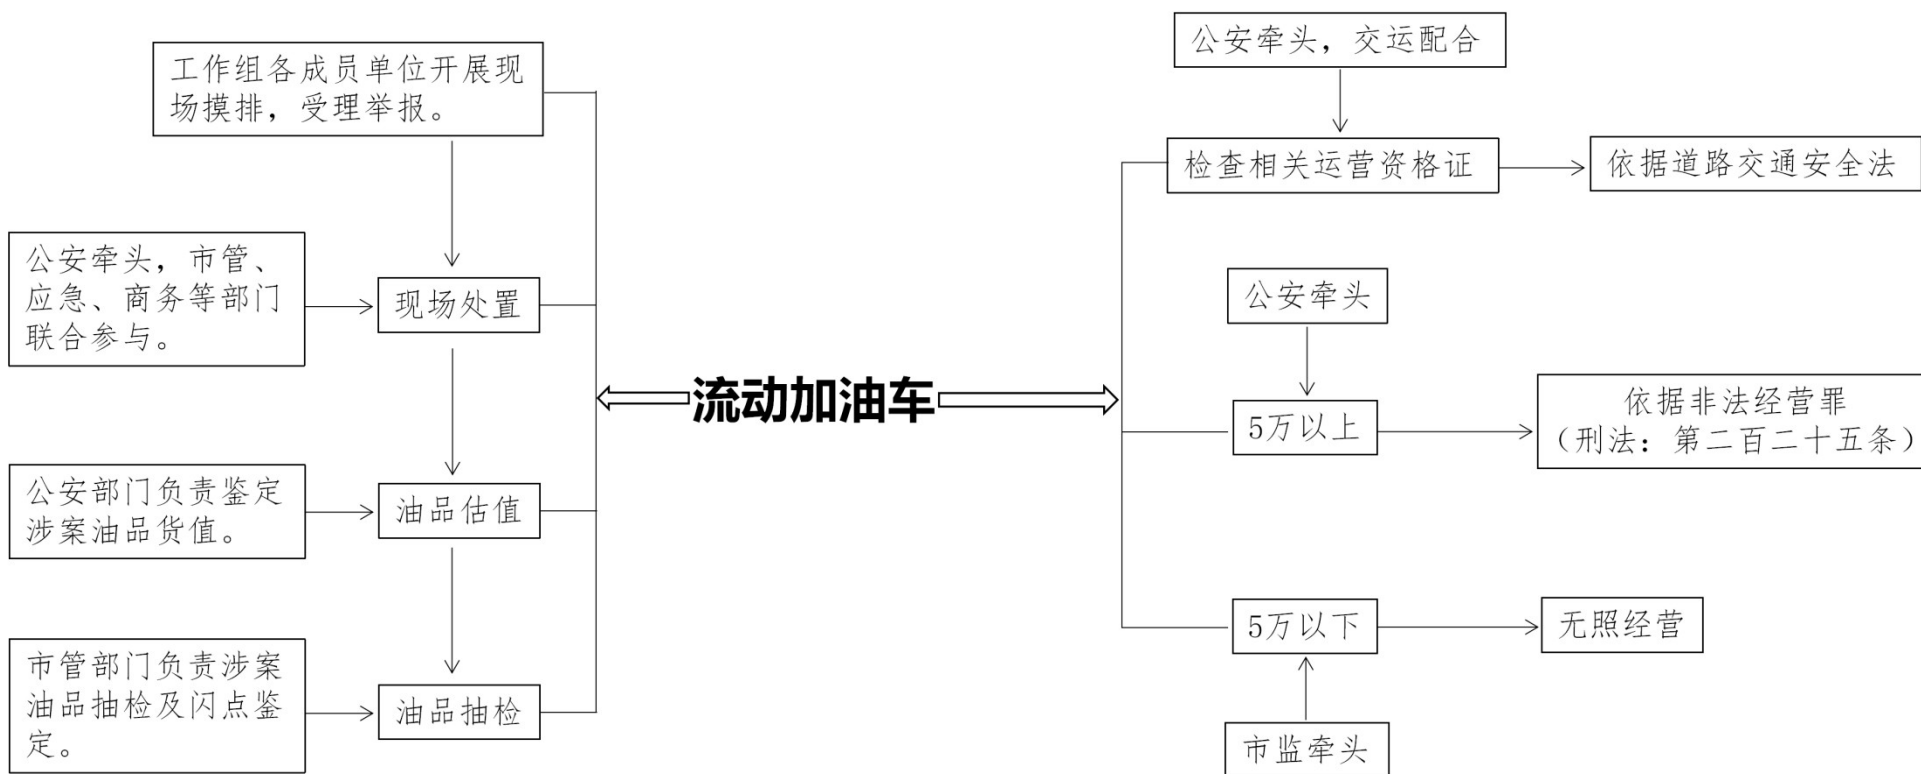 工作组各成员单位开展现
场摸排，受理举报。
公安牵头，市管、
应急、商务等部门
联合参与。
现场处置
公安部门负责鉴定
涉案油品货值。
油品估值
市管部门负责涉案
油品抽检及闪点鉴
定。
油品抽检
流动加油车
公安牵头，交运配合
检查相关运营资格证
依据道路交通安全法
公安牵头
5万以上
依据非法经营罪
（刑法：第二百二十五条）
5万以下
无照经营
市监牵头